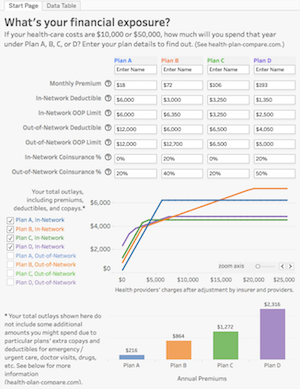 Start Page Data Table
What's your financial exposure?
If your health-care costs are $10,000 or $50,000, how much will you spend that year
under Plan A, B, C, or D? Enter your plan details to find out. (See health-plan-compare.com.)
Plan A Plan B Plan C Plan D
Enter Name Enter Name Enter Name Enter Name
Monthly Premium $18 $72 $106 $193
In-Network Deductible $6,000 $3,000 $3,250 $1,350
In-Network OOP Limit $6,000 $6,350 $3,250 $2,500
Out-of-Network Deductible $12,000 $6,000 $6,500 $4,050
Out-of-Network OOP Limit $12,000 $12,700 $6,500 $5,000
In-Network Coinsurance % 0% 20% 0% 20%
Out-of-Network Coinsurance % 20% 40% 20% 50%
Your total outlays,
including premiums,
deductibles, and copays.*
Plan A, In-Network
Plan B, In-Network
Plan C, In-Network
Plan D, In-Network
Plan A, Out-of-Network
Plan B, Out-of-Network
Plan C, Out-of-Network
Plan D, Out-of-Network
$6,000
$4,000
$2,000
$0
zoom axis
$0 $5,000 $10,000 $15,000 $20,000 $25,000
Health providers' charges after adjustment by insurer and providers.
* Your total outlays shown here do
not include some additional
amounts you might spend due to
particular plans' extra copays and
deductibles for emergency /
urgent care, doctor visits, drugs,
etc. See below for more
information
(health-plan-compare.com).
$216 $864 $1,272 $2,316
Plan A Plan B Plan C Plan D
Annual Premiums